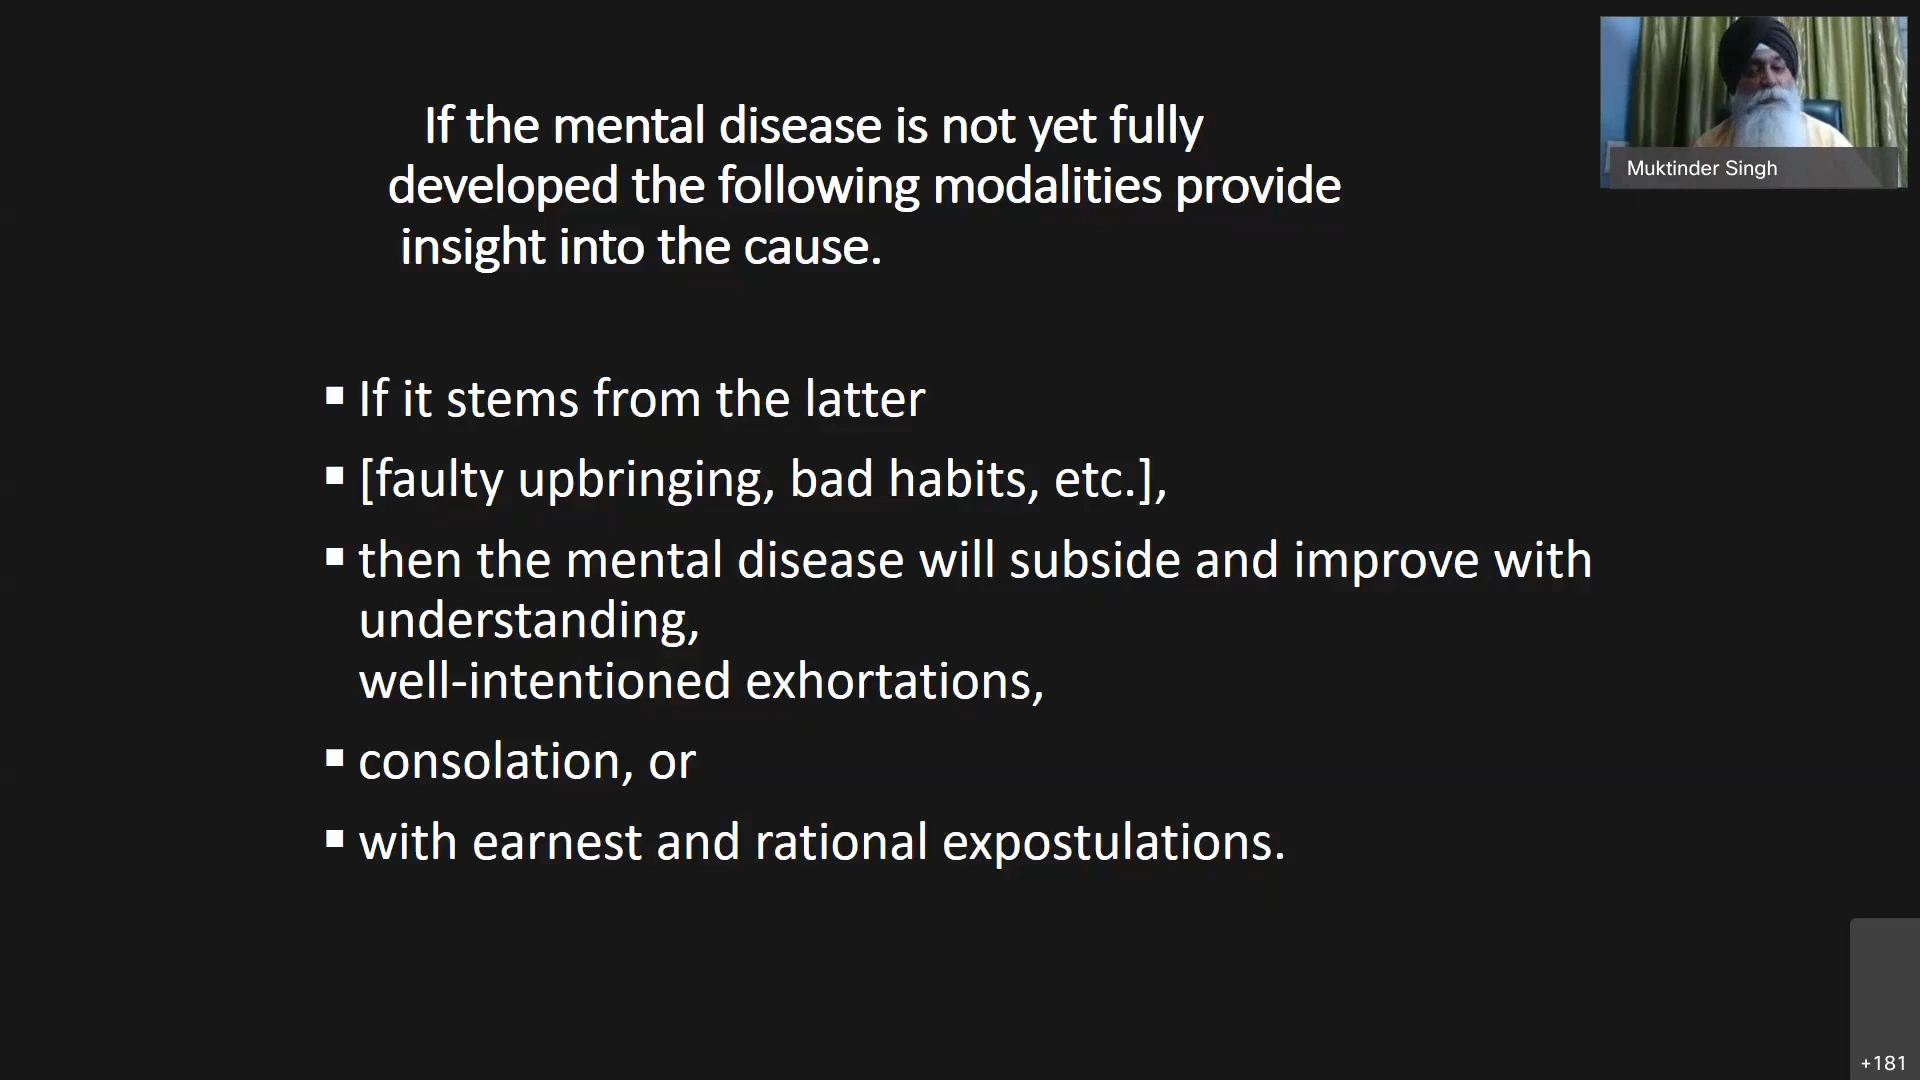 If the mental disease is not yet fully
developed the following modalities provide
insight into the cause.
Muktinder Singh
▪ If it stems from the latter
▪ [faulty upbringing, bad habits, etc.],
▪ then the mental disease will subside and improve with
understanding,
well-intentioned exhortations,
▪ consolation, or
▪ with earnest and rational expostulations.
+181